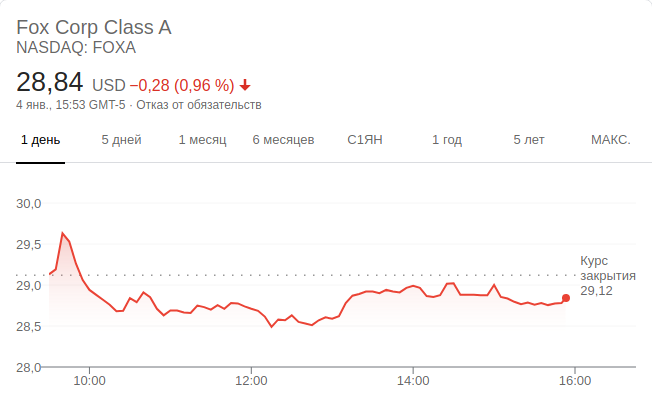 Fox Corp Class A
NASDAQ: FOXA
28,84 USD −0,28 (0,96 %) ↓
4 янв., 15:53 GMT-5 · Отказ от обязательств
1 день 5 дней 1 месяц 6 месяцев С1ЯН 1 год 5 лет МАКС.
30,0
29,5
29,0
28,5
28,0
Курс
закрытия
29,12
10:00 12:00 14:00 16:00